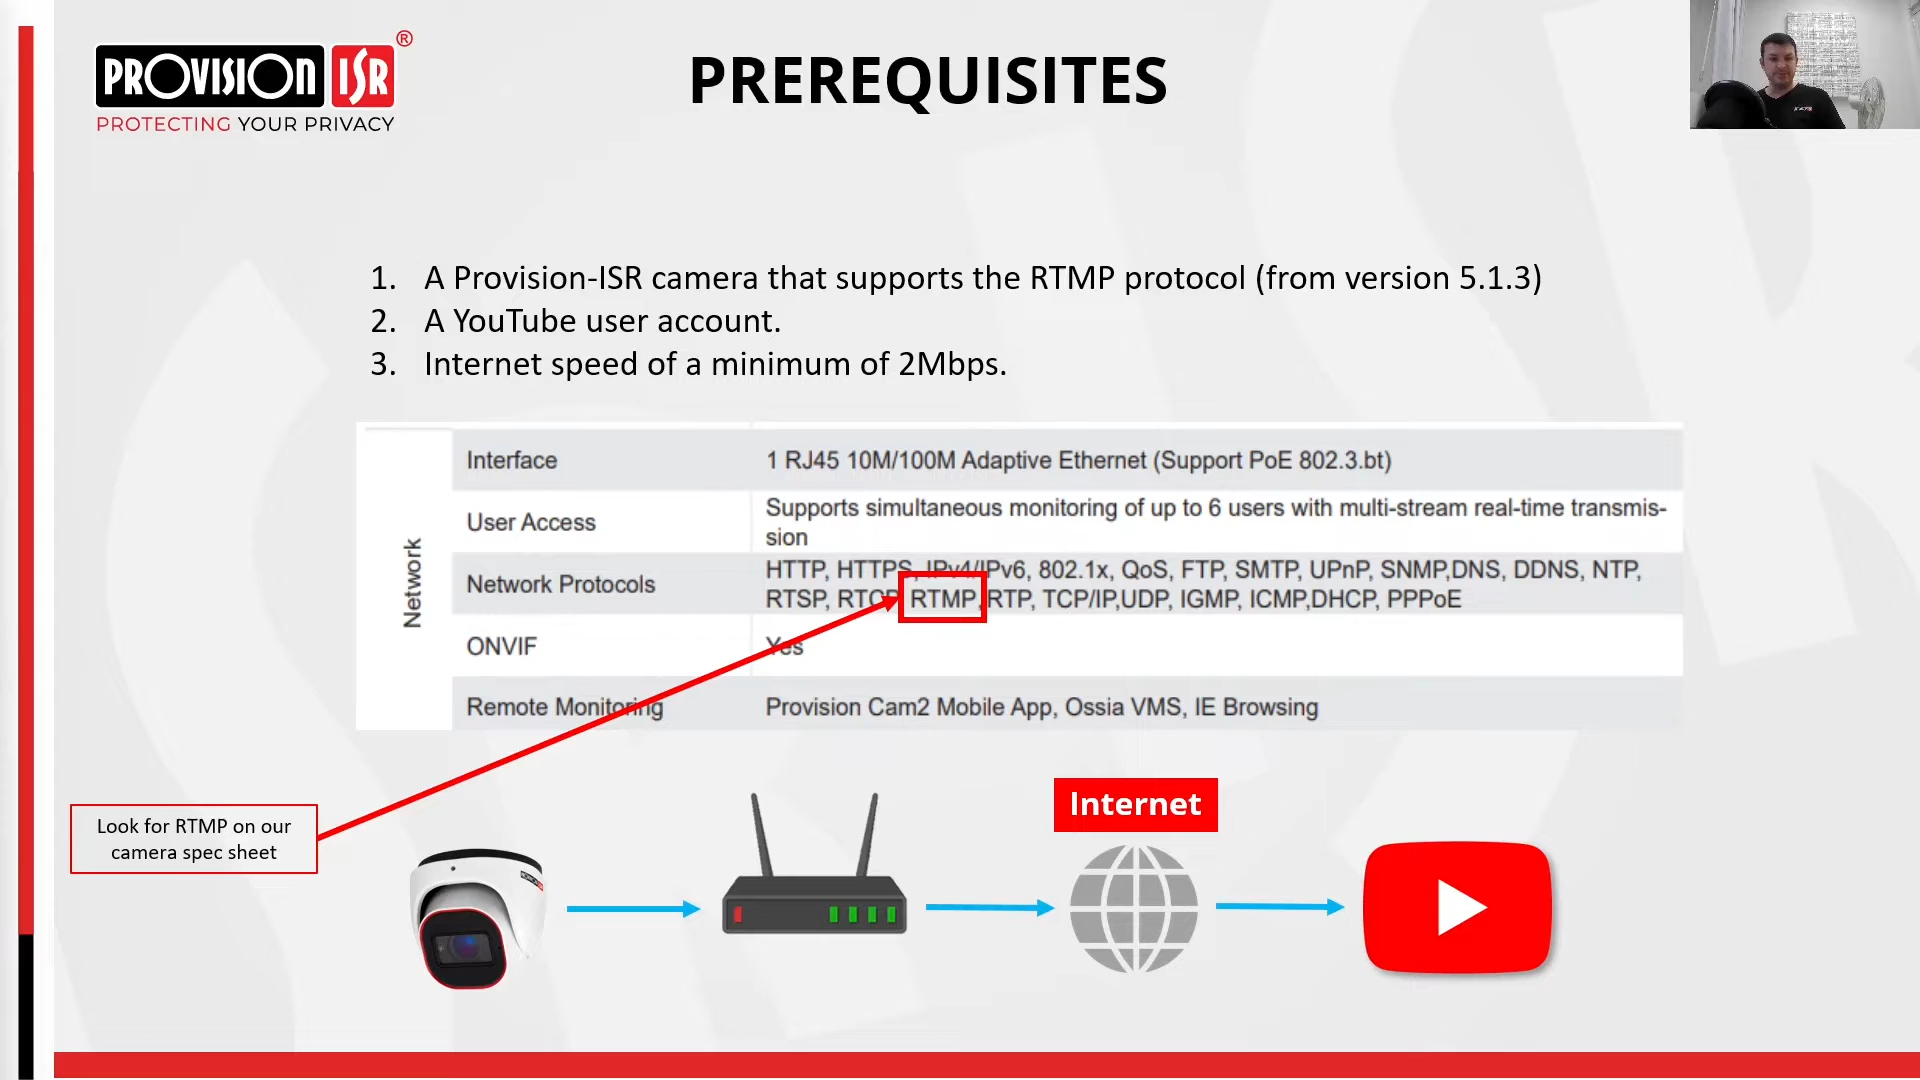 PROVISION ISR®
PROTECTING YOUR PRIVACY
PREREQUISITES
1. A Provision-ISR camera that supports the RTMP protocol (from version 5.1.3)
2. A YouTube user account.
3. Internet speed of a minimum of 2Mbps.
Network
Interface
1 RJ45 10M/100M Adaptive Ethernet (Support PoE 802.3.bt)
User Access
Supports simultaneous monitoring of up to 6 users with multi-stream real-time transmis-
sion
Network Protocols
HTTP, HTTPS, IPv4/IPv6, 802.1x, QoS, FTP, SMTP, UPnP, SNMP,DNS, DDNS, NTP,
RTSP, RTCP, RTMP, RTP, TCP/IP,UDP, IGMP, ICMP,DHCP, PPPoE
ONVIF
Yes
Remote Monitoring
Provision Cam2 Mobile App, Ossia VMS, IE Browsing
Look for RTMP on our
camera spec sheet
Internet